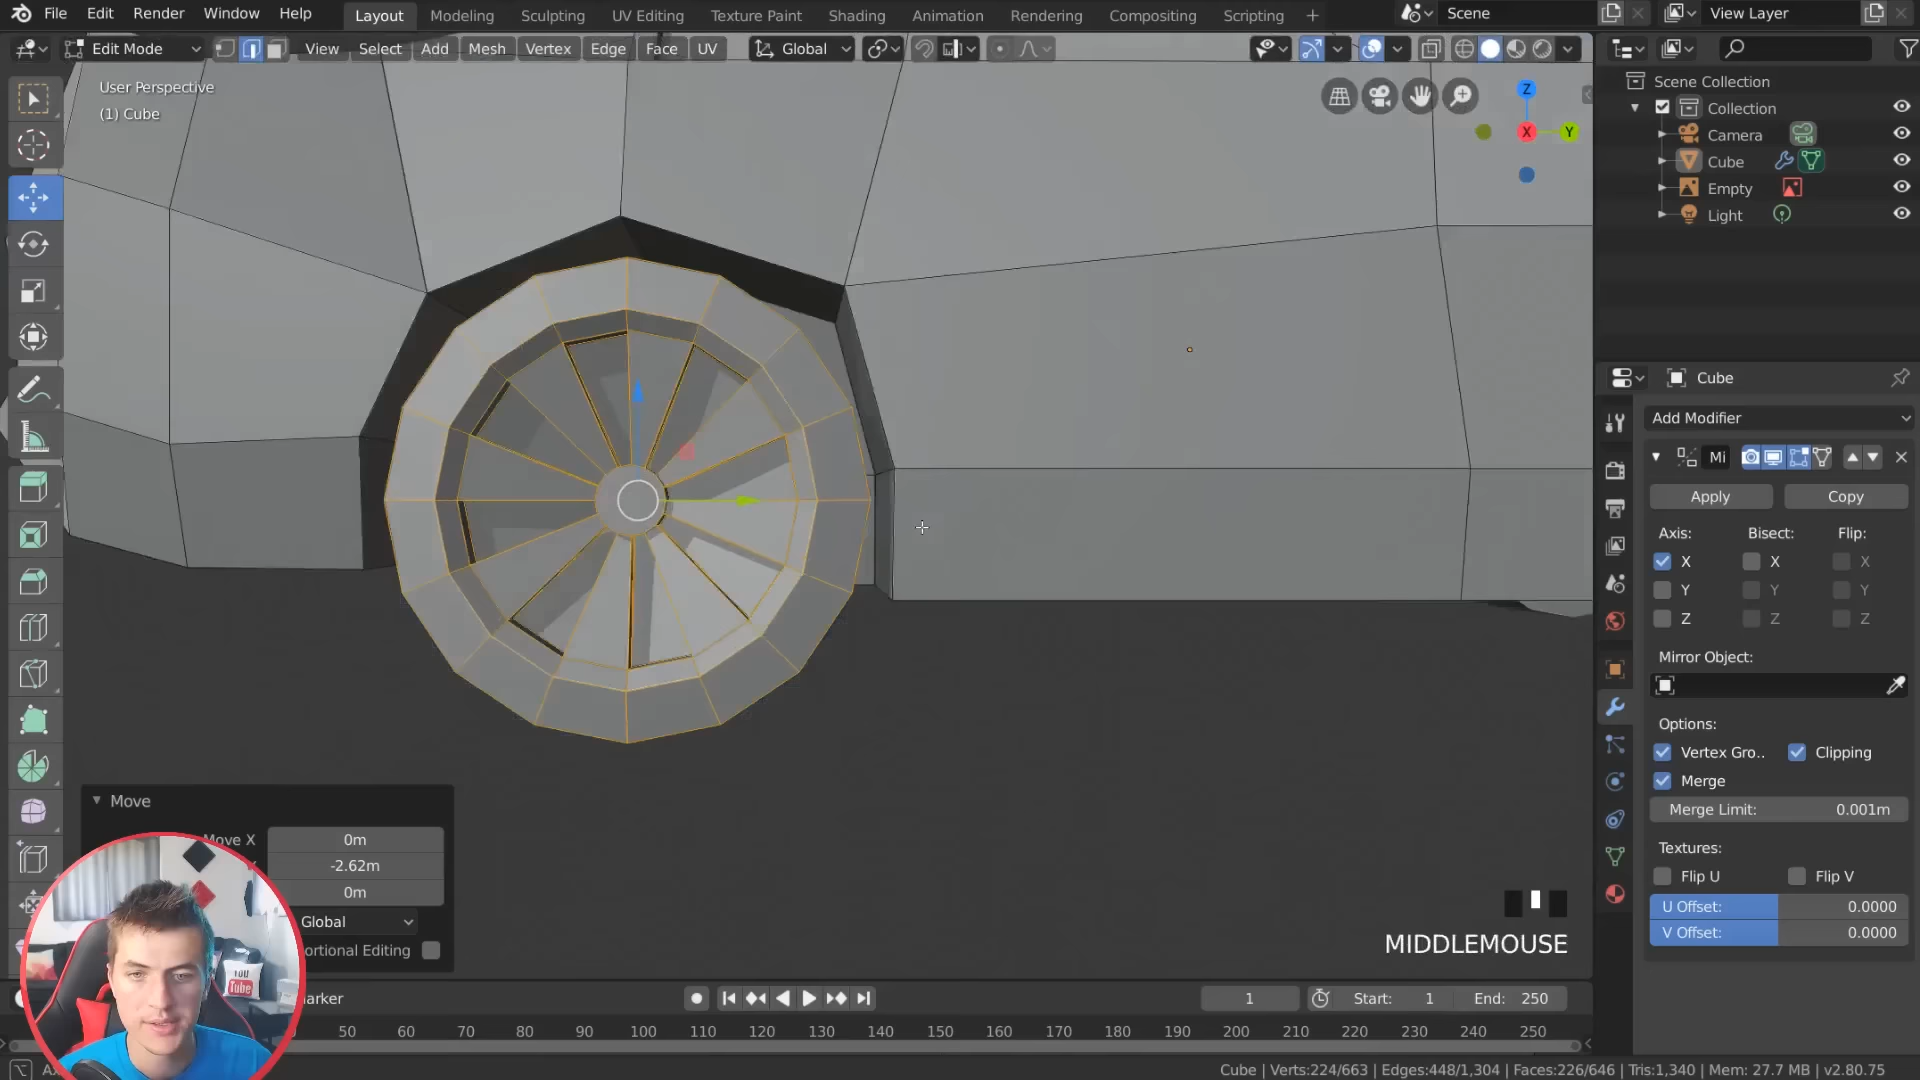 File Edit Render Window Help Layout Modeling Sculpting UV Editing Texture Paint Shading Animation Rendering Compositing Scripting + Scene View Layer
Edit Mode View Select Add Mesh Vertex Edge Face UV Global
User Perspective
(1) Cube
Z
X
Y
Scene Collection
Collection
Camera
Cube
Empty
Light
Cube
Add Modifier
Mi
Apply Copy
Axis: Bisect: Flip:
X X X
Y Y Y
Z Z Z
Mirror Object:
Options:
Vertex Gro.. Clipping
Merge
Merge Limit: 0.001m
Textures:
Flip U Flip V
U Offset: 0.0000
V Offset: 0.0000
Move
Move X 0m
-2.62m
0m
Global
ortional Editing
MIDDLEMOUSE
You
Tube
arker 1 Start: 1 End: 250
50 60 70 80 90 100 110 120 130 140 150 160 170 180 190 200 210 220 230 240 250
Cube | Verts:224/663 | Edges:448/1,304 | Faces:226/646 | Tris:1,340 | Mem: 27.7 MB | v2.80.75